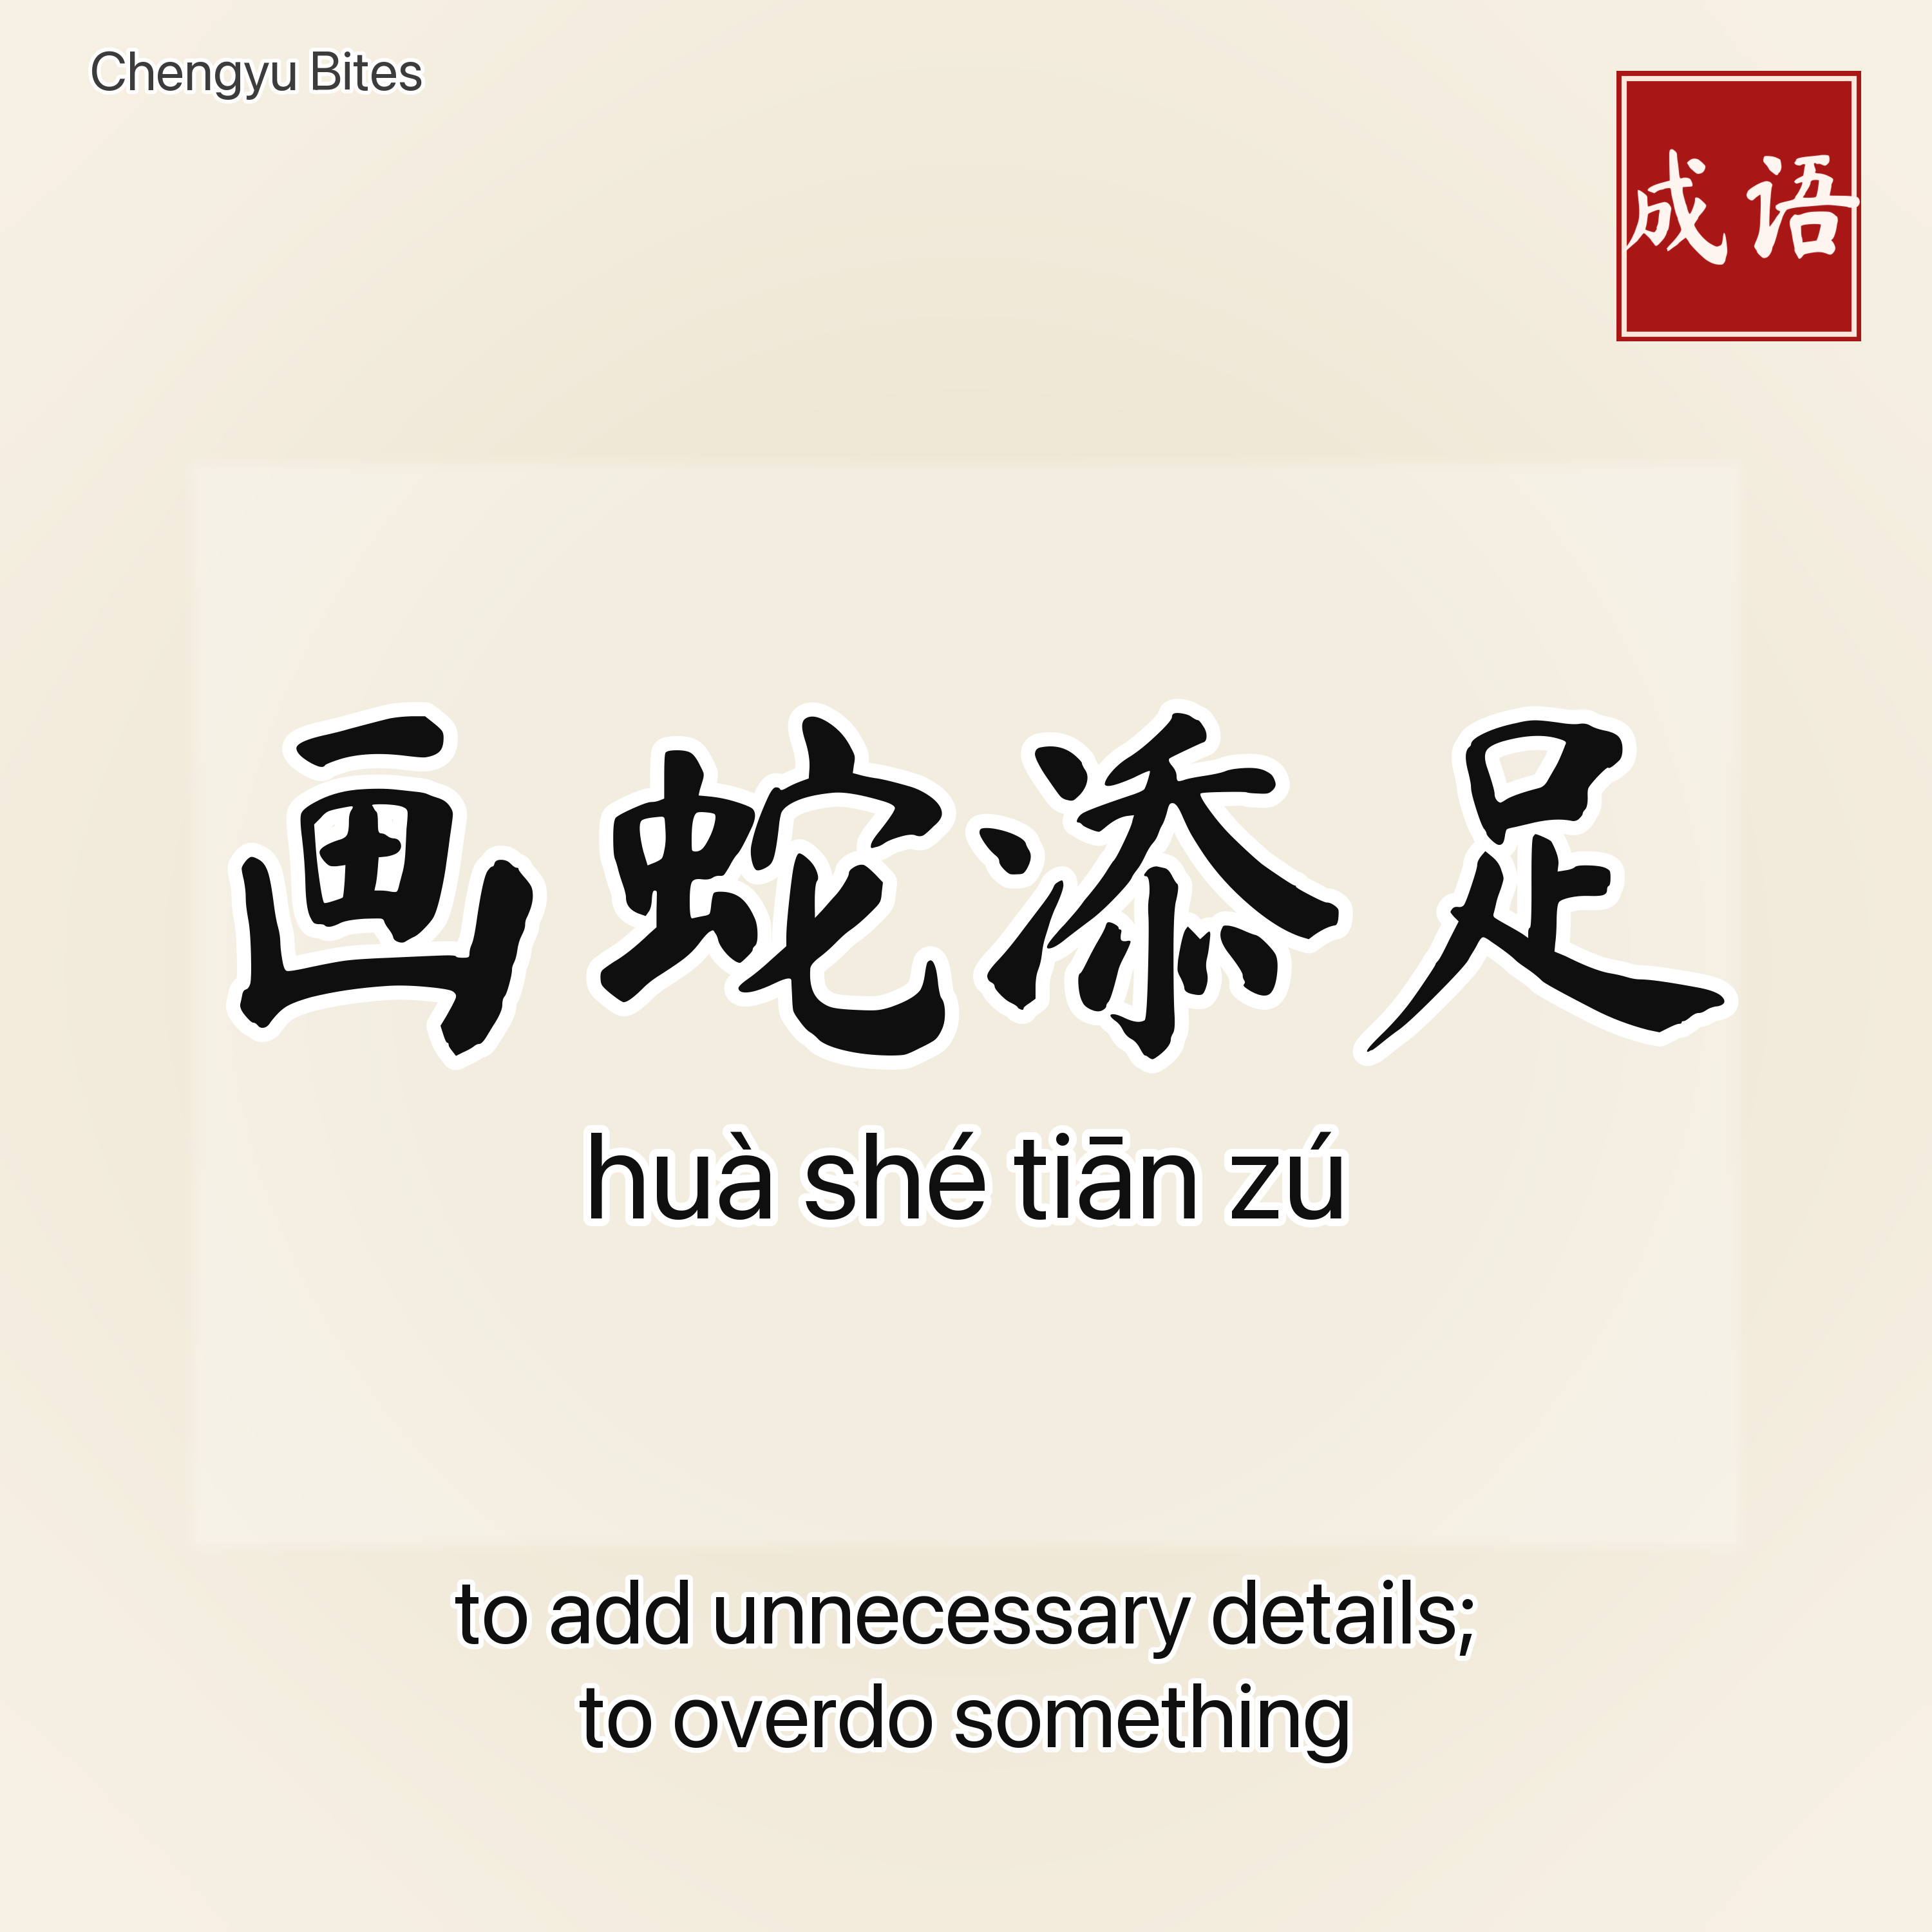 Chengyu Bites
成语
画蛇添足
huà shé tiān zú
to add unnecessary details;
to overdo something